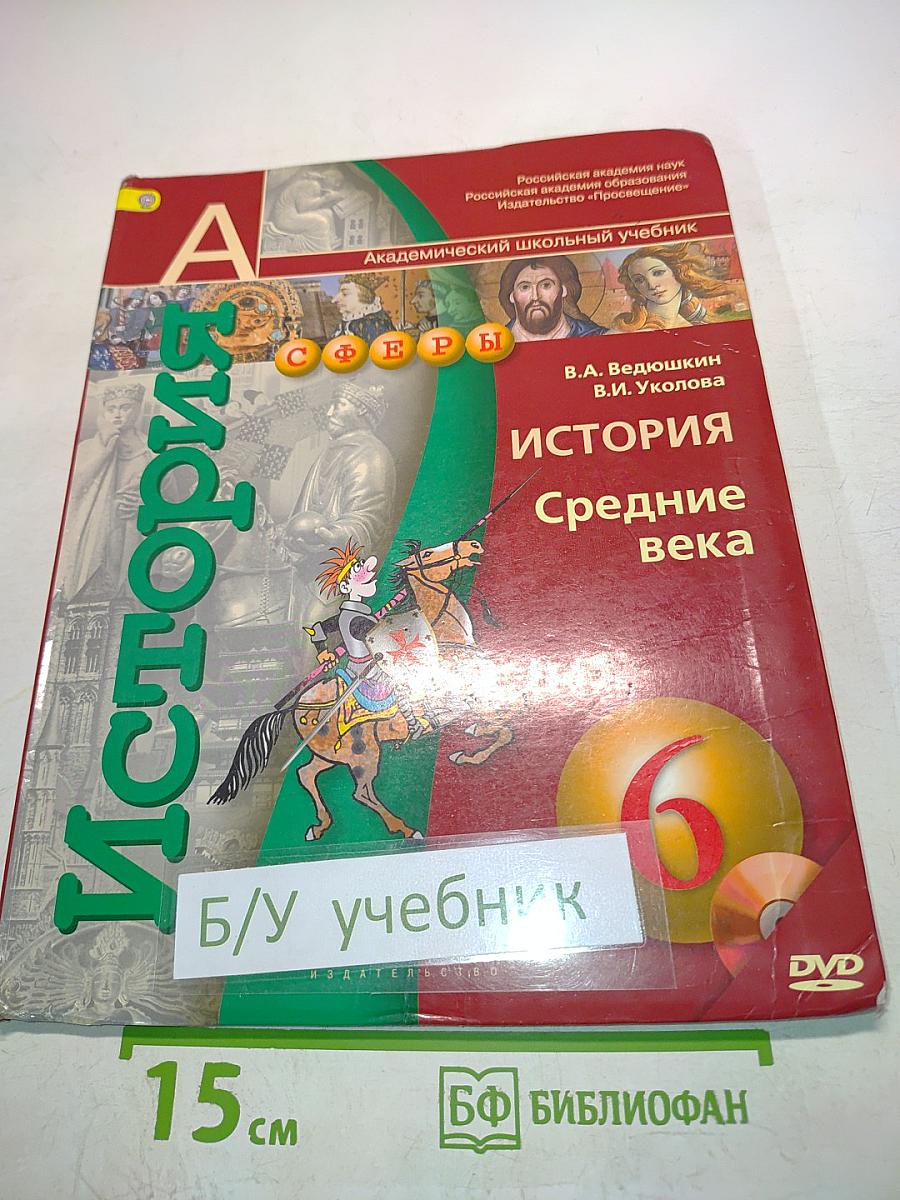 Российская академия наук
Российская академия образования
Издательство «Просвещение»
Академический школьный учебник
А
История
СФЕРЫ
В.А. Ведюшкин
В.И. Уколова
ИСТОРИЯ
Средние
века
6
Б/У учебник
ИЗДАТЕЛЬСТВО
DVD
15 см
БФ БИБЛИОФАН